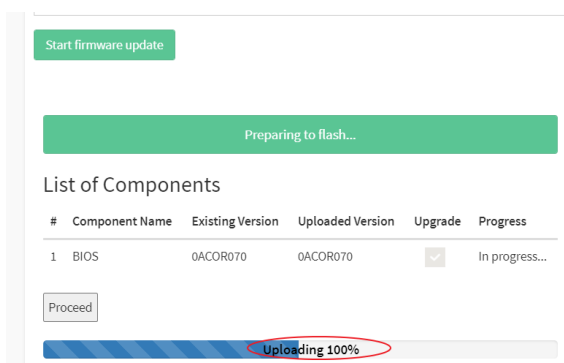 Start firmware update
Preparing to flash...
List of Components
# Component Name Existing Version Uploaded Version Upgrade Progress
1 BIOS 0ACOR070 0ACOR070 In progress...
Proceed
Uploading 100%